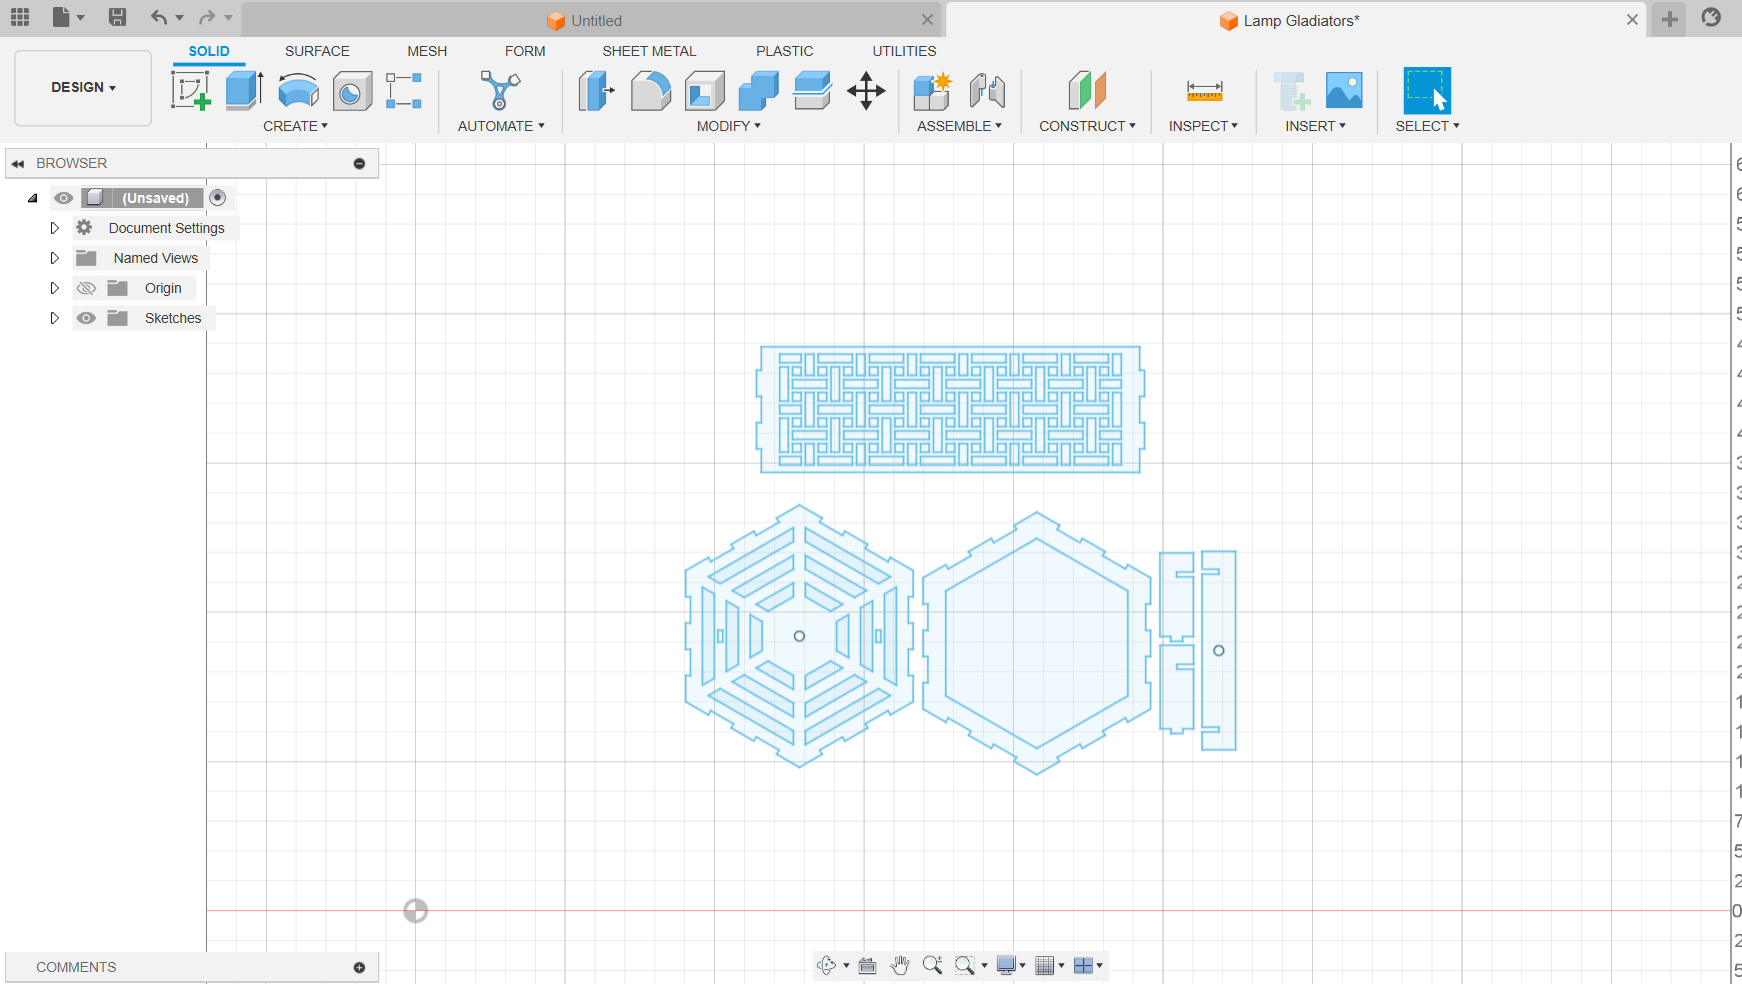 Untitled
Lamp Gladiators*
SOLID SURFACE MESH FORM SHEET METAL PLASTIC UTILITIES
DESIGN
CREATE AUTOMATE MODIFY ASSEMBLE CONSTRUCT INSPECT INSERT SELECT
BROWSER
(Unsaved)
Document Settings
Named Views
Origin
Sketches
COMMENTS